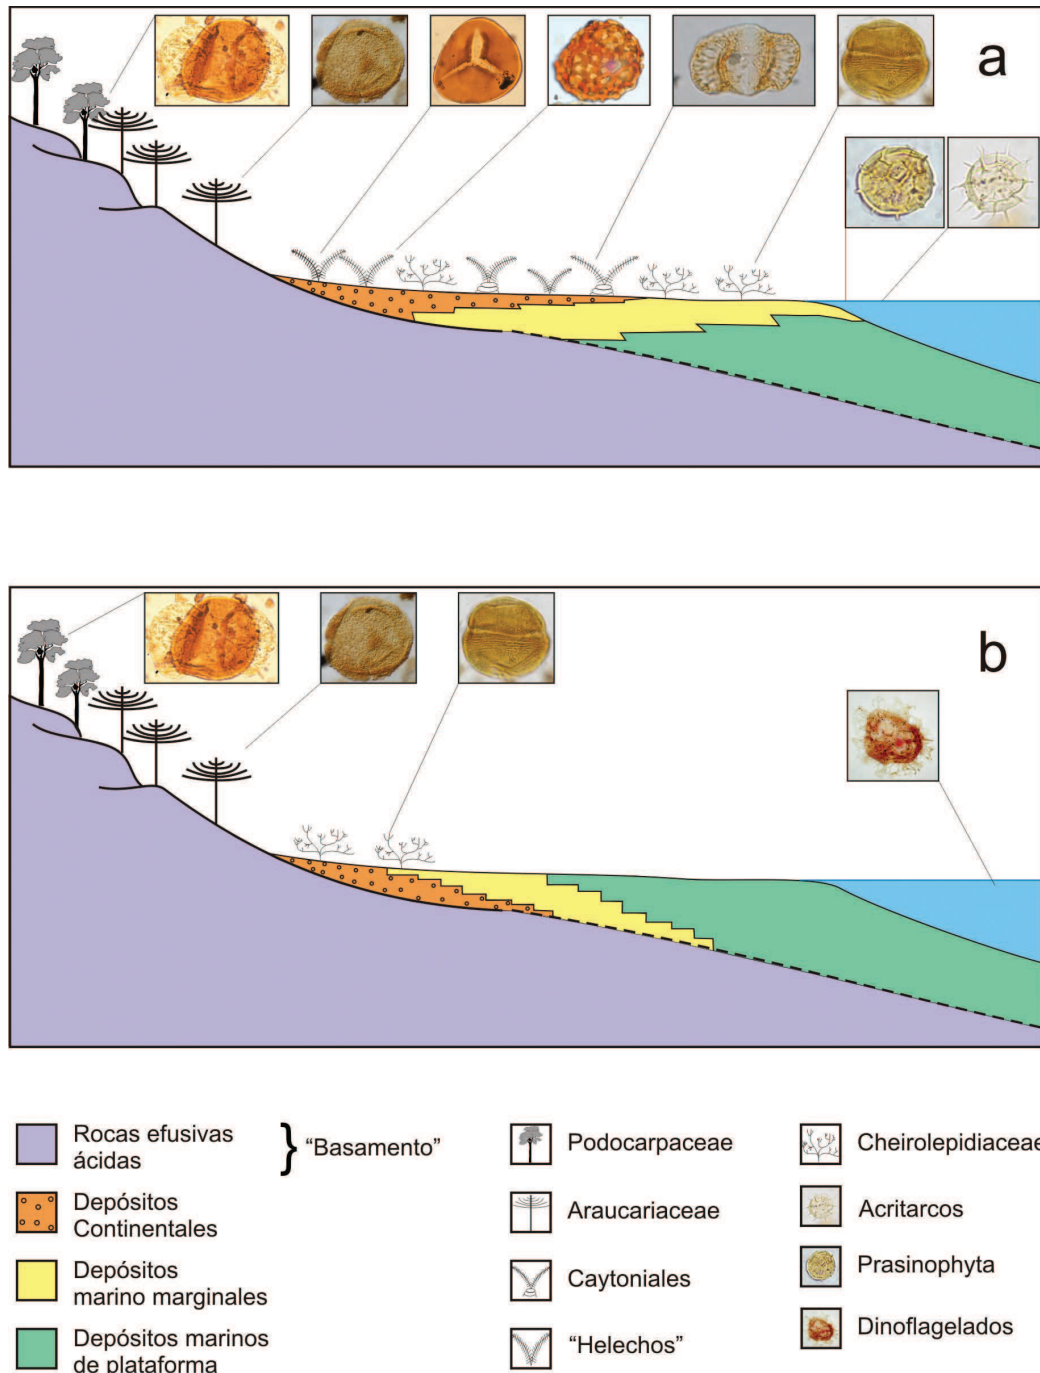 a
b
Rocas efusivas
ácidas
} "Basamento"
Depósitos
Continentales
Depósitos
marino marginales
Depósitos marinos
de plataforma
Podocarpaceae
Araucariaceae
Caytoniales
"Helechos"
Cheirolepidiaceae
Acritarcos
Prasinophyta
Dinoflagelados